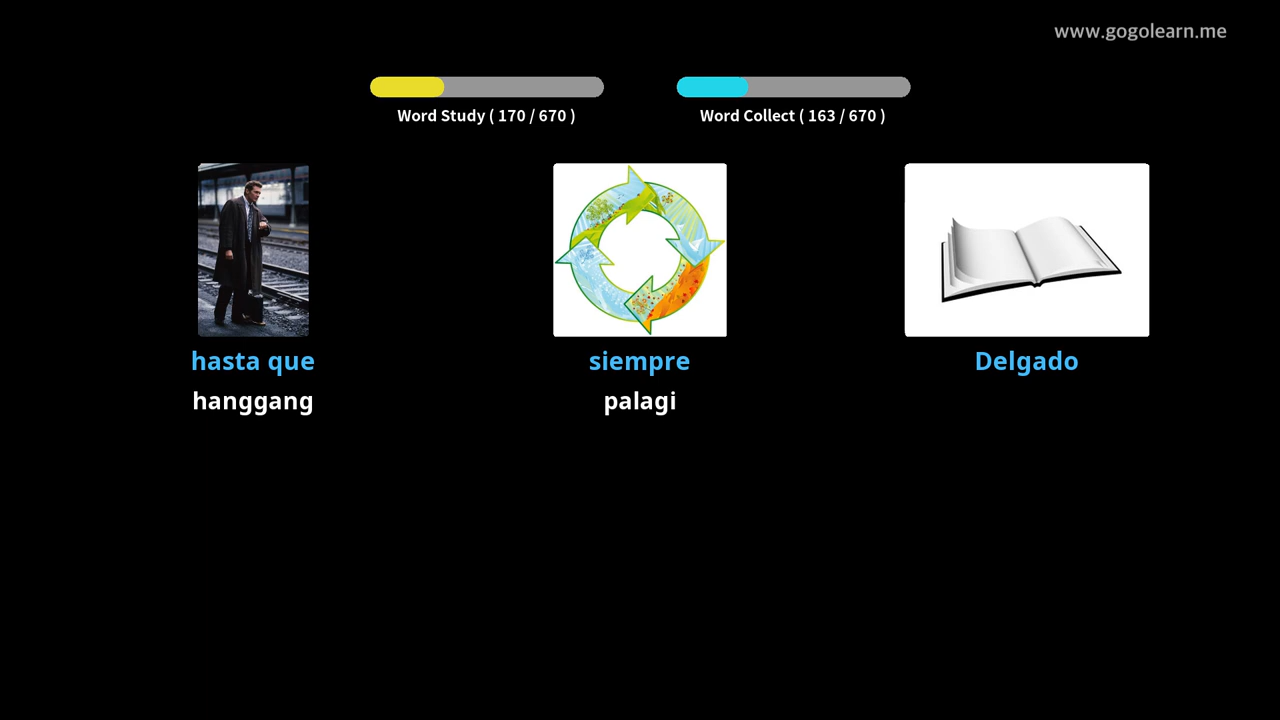 www.gogolearn.me
Word Study ( 170 / 670 )
Word Collect ( 163 / 670 )
hasta que
hanggang
siempre
palagi
Delgado